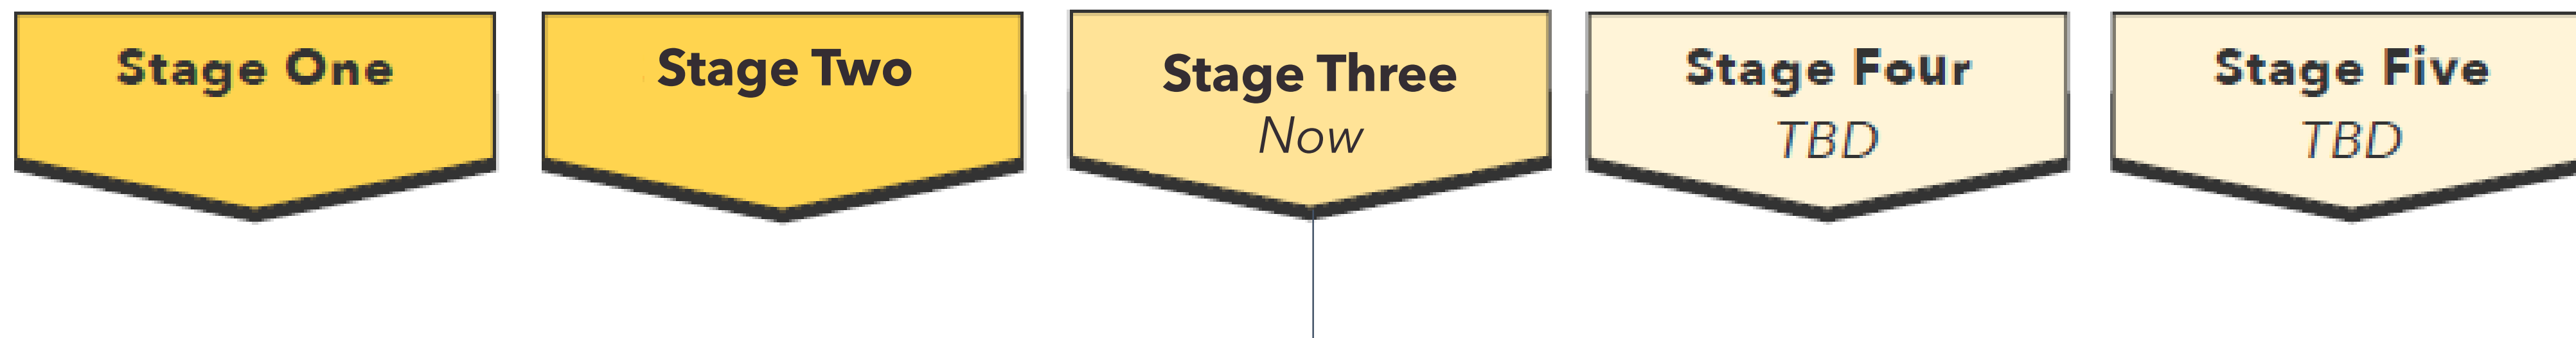 Stage One
Stage Two
Stage Three
Now
Stage Four
TBD
Stage Five
TBD